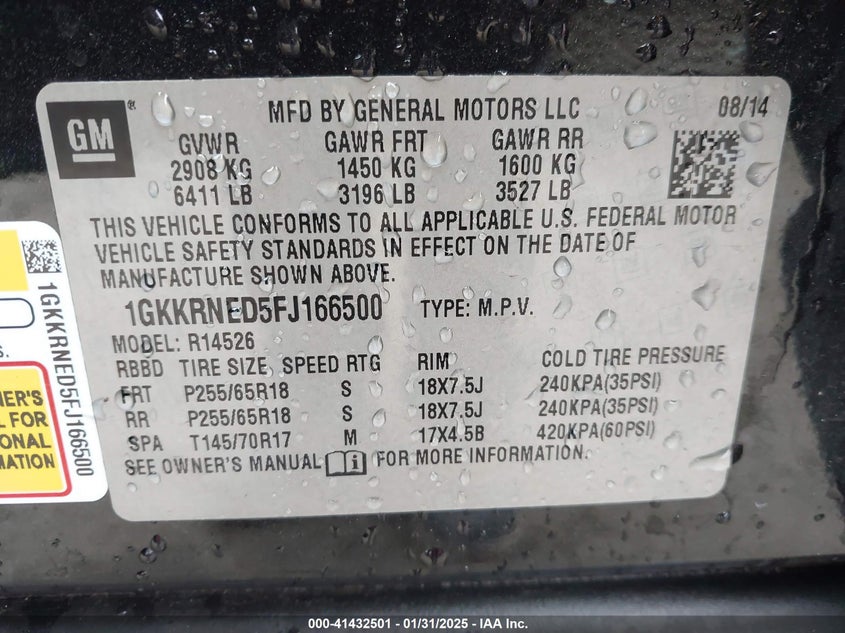 GM
®
MFD BY GENERAL MOTORS LLC 08/14
GVWR GAWR FRT GAWR RR
2908 KG 1450 KG 1600 KG
6411 LB 3196 LB 3527 LB
THIS VEHICLE CONFORMS TO ALL APPLICABLE U.S. FEDERAL MOTOR
VEHICLE SAFETY STANDARDS IN EFFECT ON THE DATE OF
MANUFACTURE SHOWN ABOVE.
1GKKRNED5FJ166500 TYPE: M.P.V.
MODEL: R14526
RBBD TIRE SIZE SPEED RTG RIM COLD TIRE PRESSURE
FRT P255/65R18 S 18X7.5J 240KPA(35PSI)
RR P255/65R18 S 18X7.5J 240KPA(35PSI)
SPA T145/70R17 M 17X4.5B 420KPA(60PSI)
SEE OWNER'S MANUAL i FOR MORE INFORMATION.
1GKKRNED5FJ166500
S.
NER'S
L FOR
ONAL
MATION
000-41432501 - 01/31/2025 - IAA Inc.